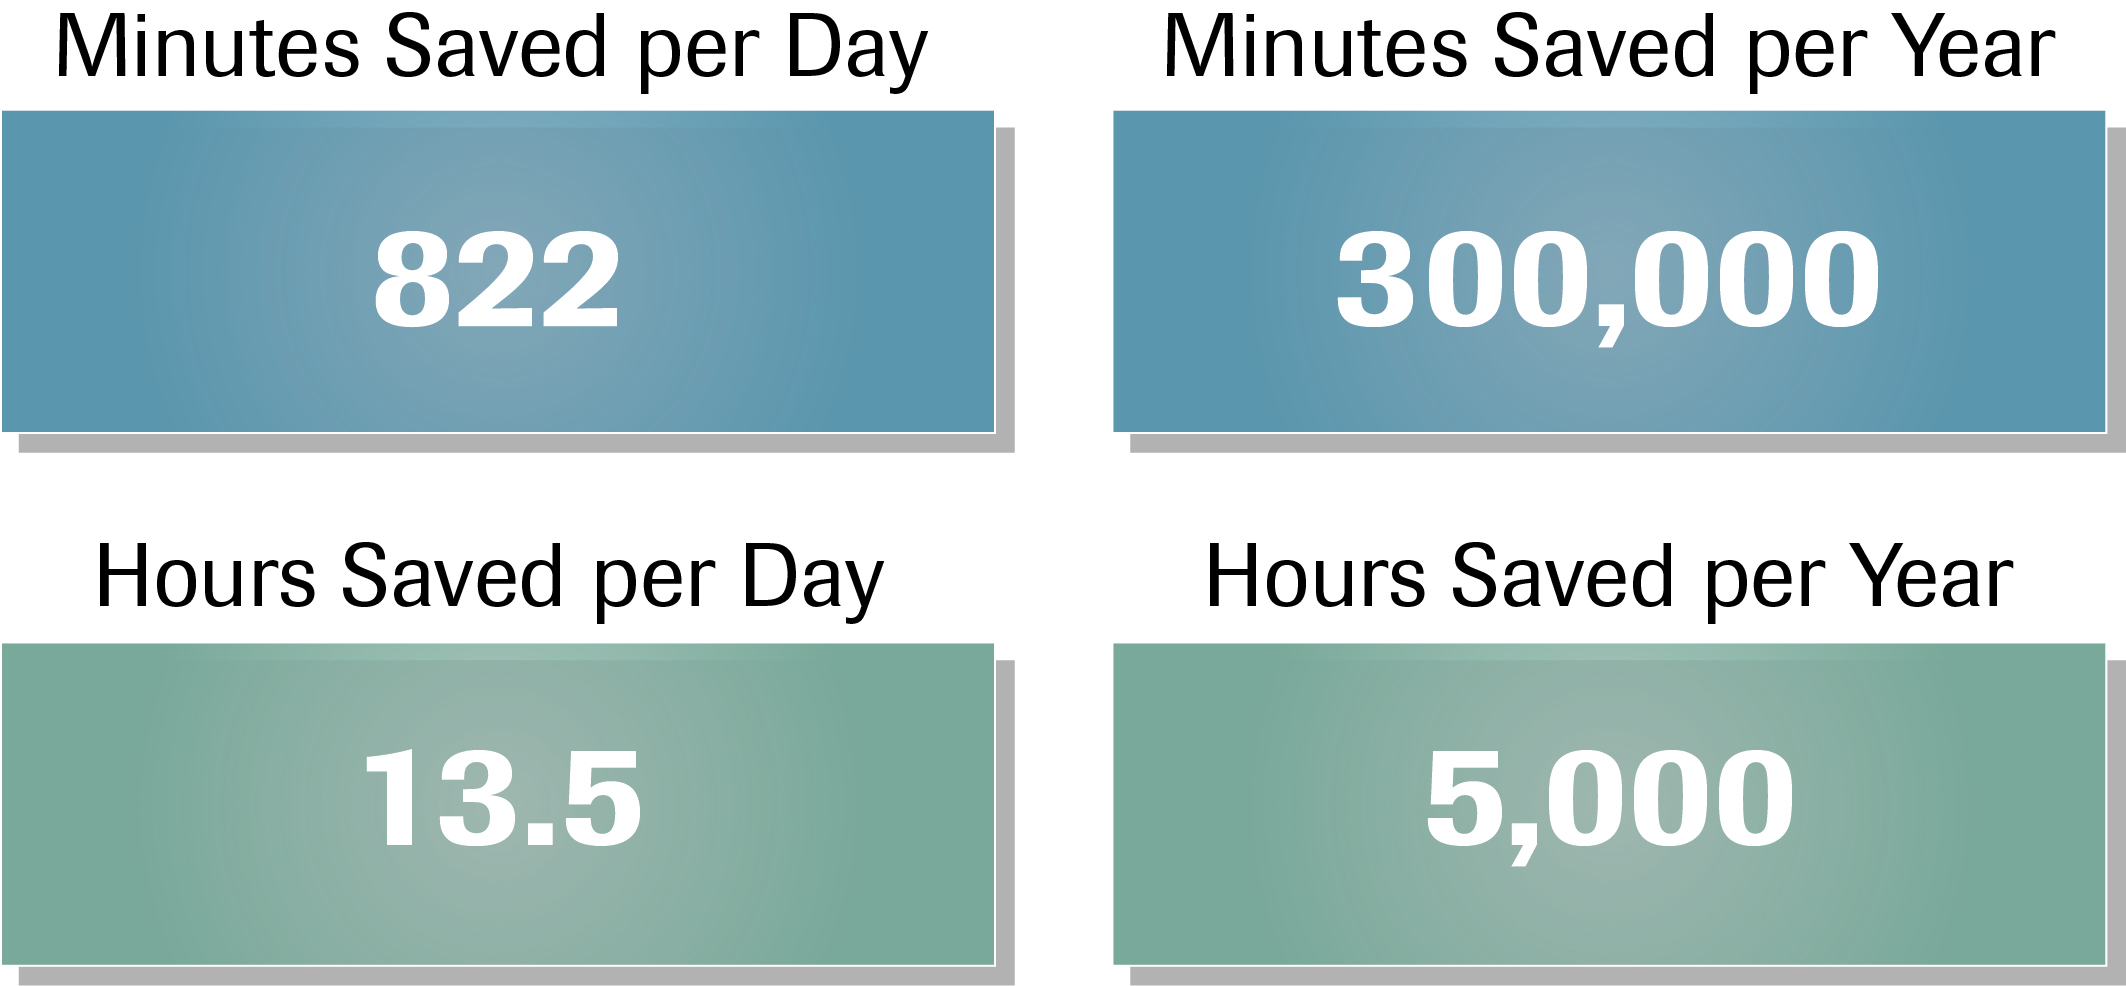 Minutes Saved per Day
822
Minutes Saved per Year
300,000
Hours Saved per Day
13.5
Hours Saved per Year
5,000